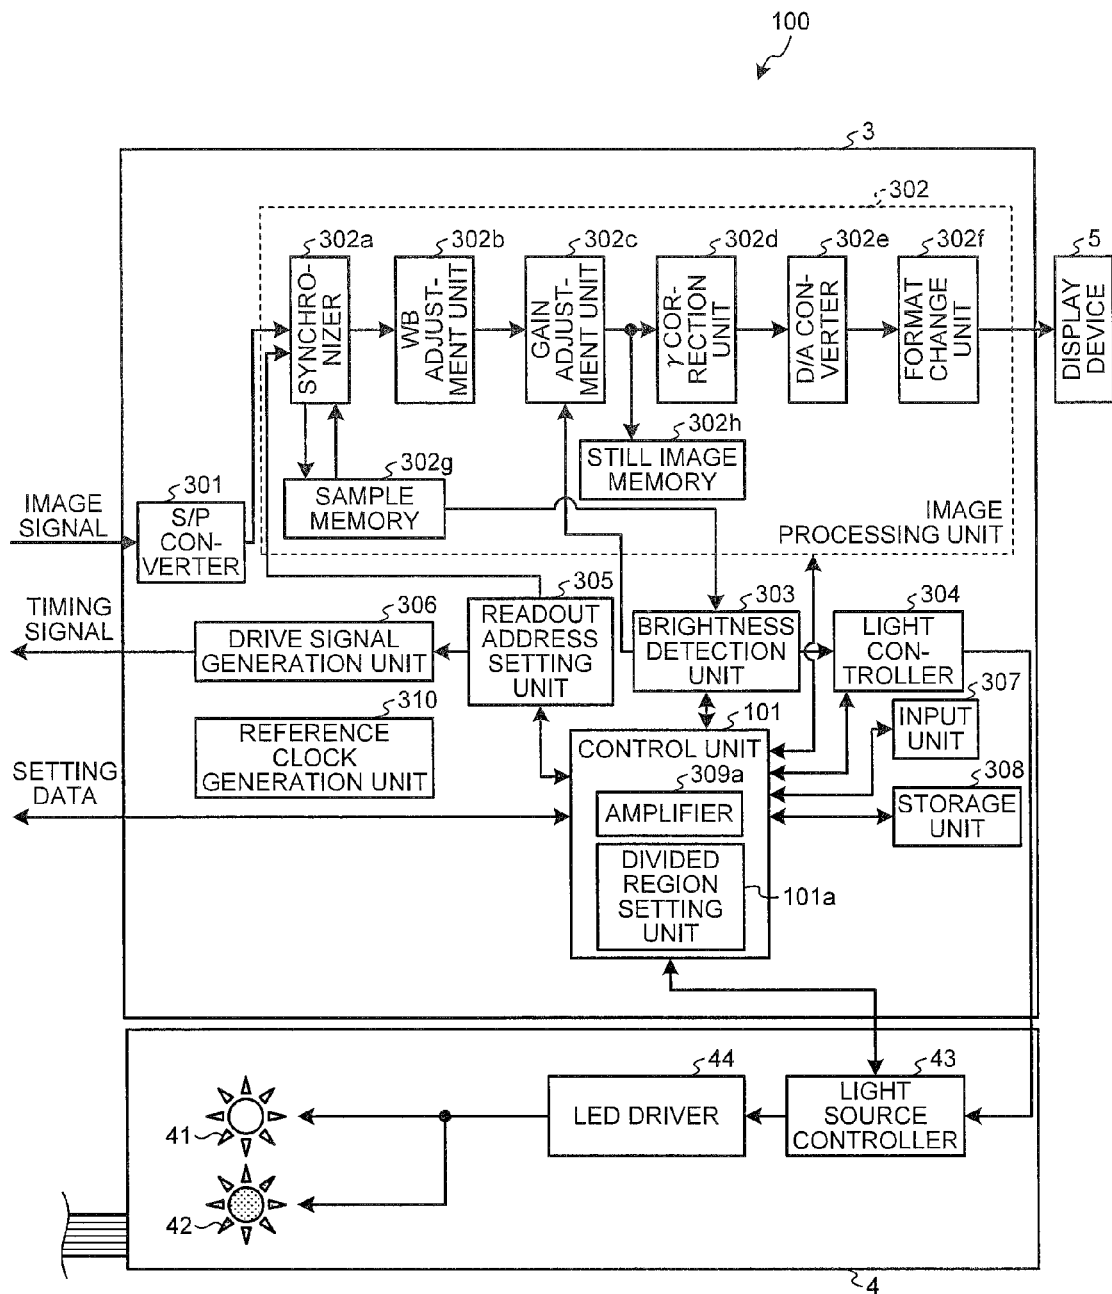 100
3
302
302a
302b
302c
302d
302e
302f
5
SYNCHRO-
NIZER
WB
ADJUST-
MENT UNIT
GAIN
ADJUST-
MENT UNIT
γ COR-
RECTION
UNIT
D/A CON-
VERTER
FORMAT
CHANGE
UNIT
DISPLAY
DEVICE
302g
SAMPLE
MEMORY
302h
STILL IMAGE
MEMORY
IMAGE
PROCESSING UNIT
IMAGE
SIGNAL
301
S/P
CON-
VERTER
TIMING
SIGNAL
306
DRIVE SIGNAL
GENERATION UNIT
305
READOUT
ADDRESS
SETTING
UNIT
303
BRIGHTNESS
DETECTION
UNIT
304
LIGHT
CON-
TROLLER
310
REFERENCE
CLOCK
GENERATION UNIT
101
CONTROL UNIT
307
INPUT
UNIT
SETTING
DATA
309a
AMPLIFIER
308
STORAGE
UNIT
DIVIDED
REGION
SETTING
UNIT
101a
44
LED DRIVER
43
LIGHT
SOURCE
CONTROLLER
41
42
4